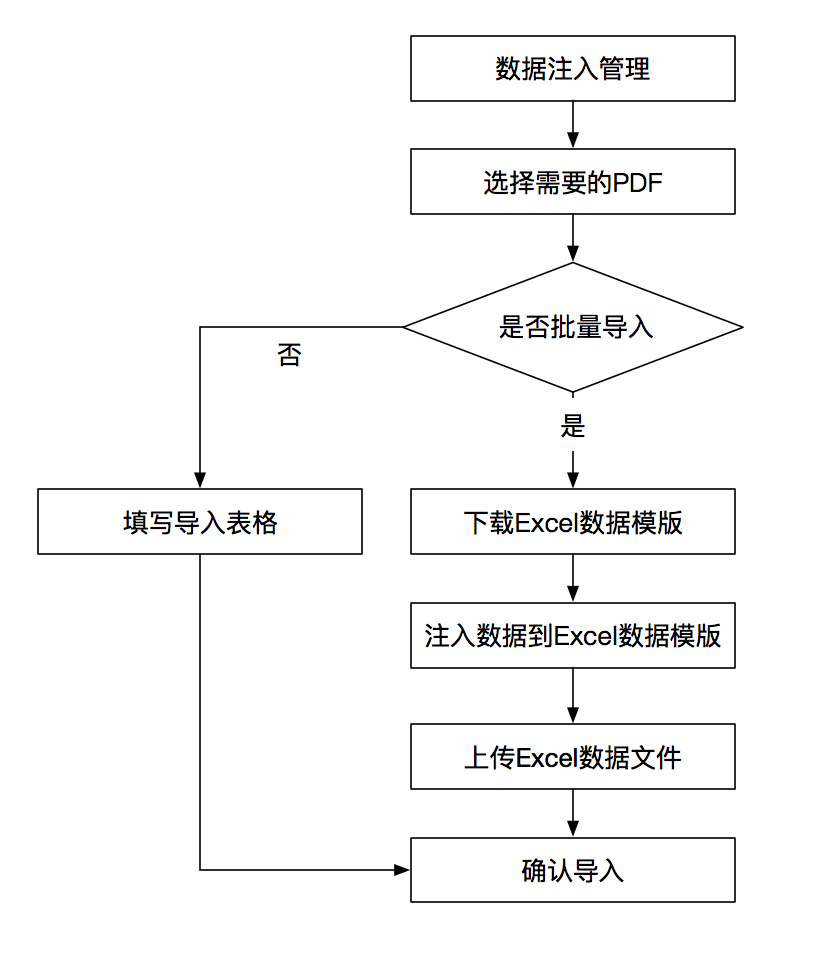 数据注入管理
选择需要的PDF
是否批量导入
否
是
填写导入表格
下载Excel数据模版
注入数据到Excel数据模版
上传Excel数据文件
确认导入